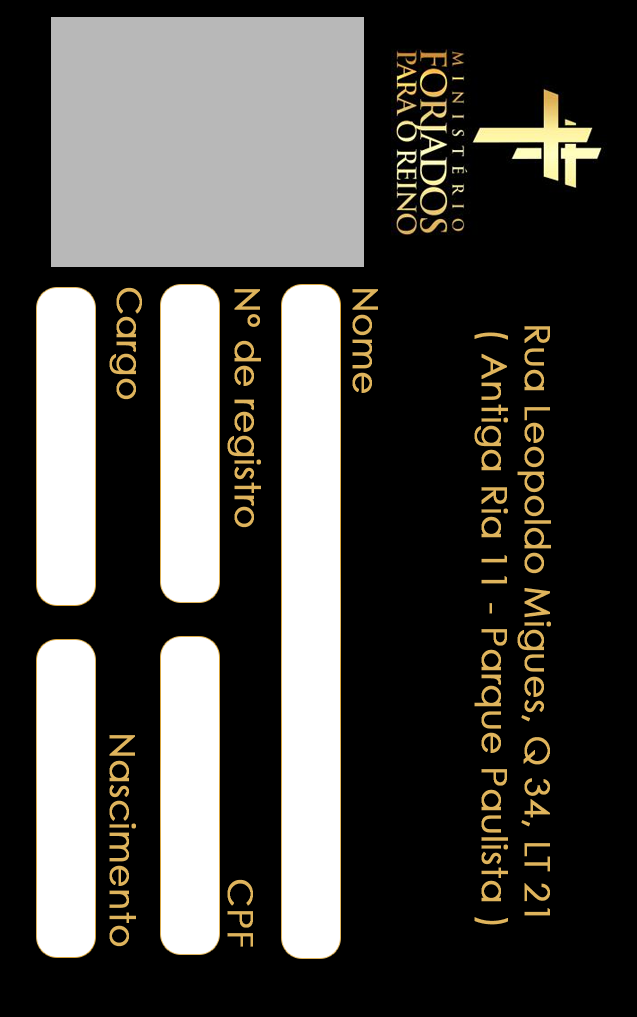 MINISTÉRIO
FORJADOS
PARA O REINO
Rua Leopoldo Migues, Q 34, LT 21
( Antiga Ria 11 - Parque Paulista )
Nome
Nº de registro
CPF
Cargo
Nascimento